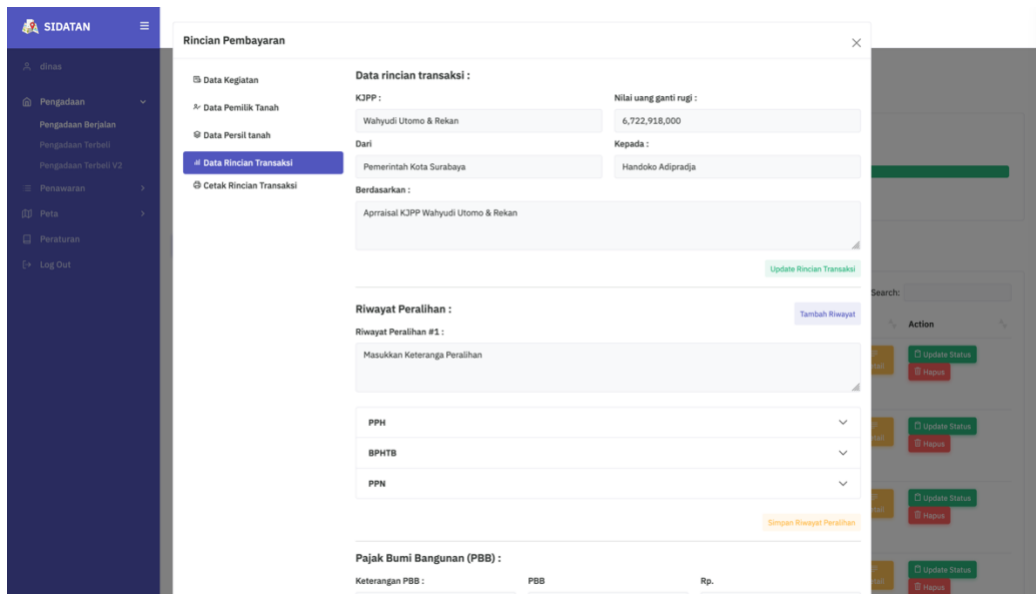 SIDATAN
dinas
Pengadaan
Pengadaan Berjalan
Pengadaan Terbeli
Pengadaan Terbeli V2
Penawaran
Peta
Peraturan
Log Out
Rincian Pembayaran
Data Kegiatan
Data Pemilik Tanah
Data Persil tanah
Data Rincian Transaksi
Cetak Rincian Transaksi
Data rincian transaksi :
KJPP : Nilai uang ganti rugi :
Wahyudi Utomo & Rekan 6,722,918,000
Dari Kepada :
Pemerintah Kota Surabaya Handoko Adipradja
Berdasarkan :
Aprraisal KJPP Wahyudi Utomo & Rekan
Update Rincian Transaksi
Riwayat Peralihan : Tambah Riwayat
Riwayat Peralihan #1 :
Masukkan Keteranga Peralihan
PPH
BPHTB
PPN
Simpan Riwayat Peralihan
Pajak Bumi Bangunan (PBB) :
Keterangan PBB : PBB Rp.
Search:
Action
Update Status
Hapus
Update Status
Hapus
Update Status
Hapus
Update Status
Hapus